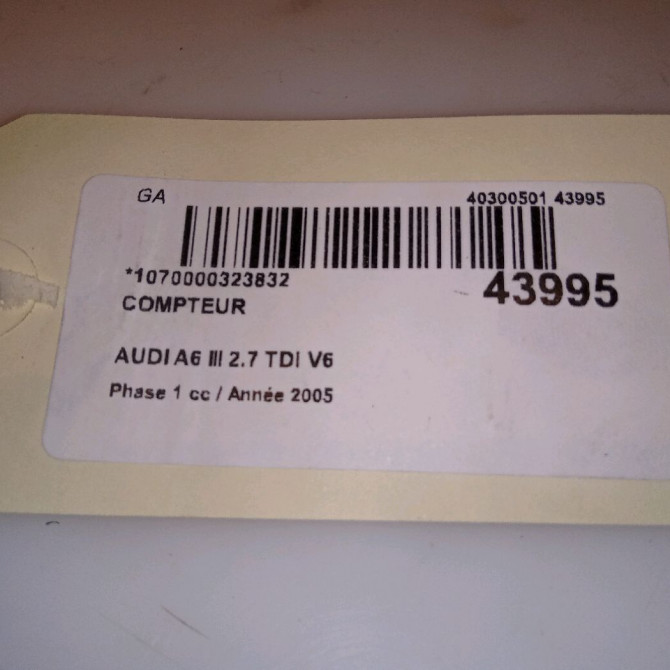 GA 40300501 43995
*1070000323832 43995
COMPTEUR
AUDI A6 III 2.7 TDI V6
Phase 1 cc / Année 2005